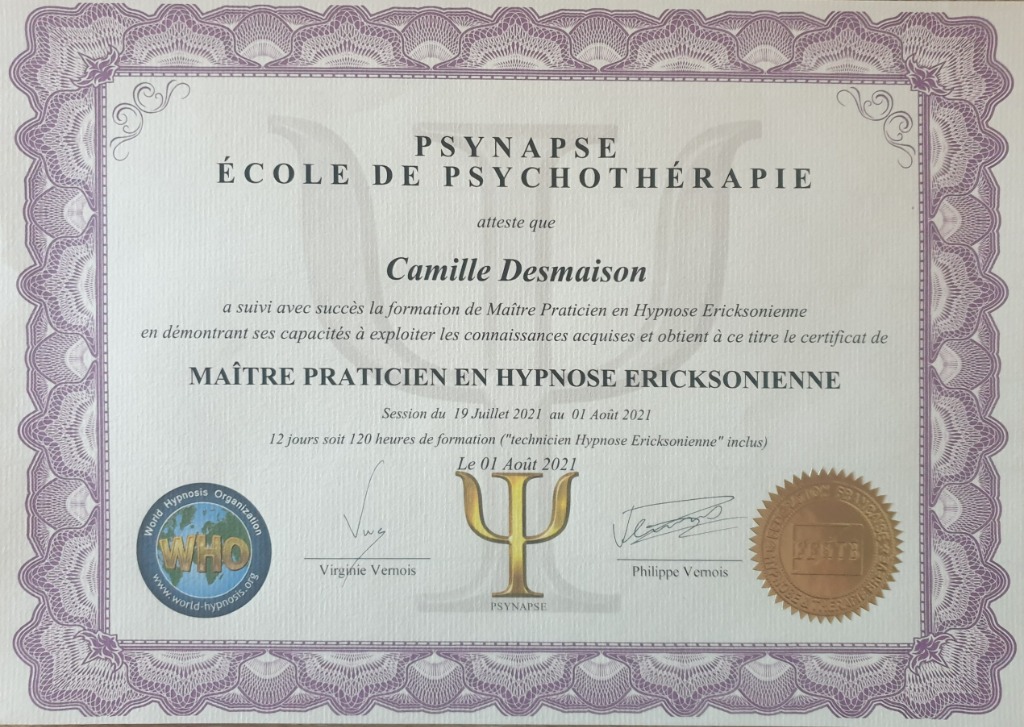 PSYNAPSE
ÉCOLE DE PSYCHOTHÉRAPIE
atteste que
Camille Desmaison
a suivi avec succès la formation de Maître Praticien en Hypnose Ericksonienne
en démontrant ses capacités à exploiter les connaissances acquises et obtient à ce titre le certificat de
MAÎTRE PRATICIEN EN HYPNOSE ERICKSONIENNE
Session du 19 Juillet 2021 au 01 Août 2021
12 jours soit 120 heures de formation ("technicien Hypnose Ericksonienne" inclus)
Le 01 Août 2021
World Hypnosis Organization
WHO
www.world-hypnosis.org
Virginie Vernois
PSYNAPSE
Philippe Vernois